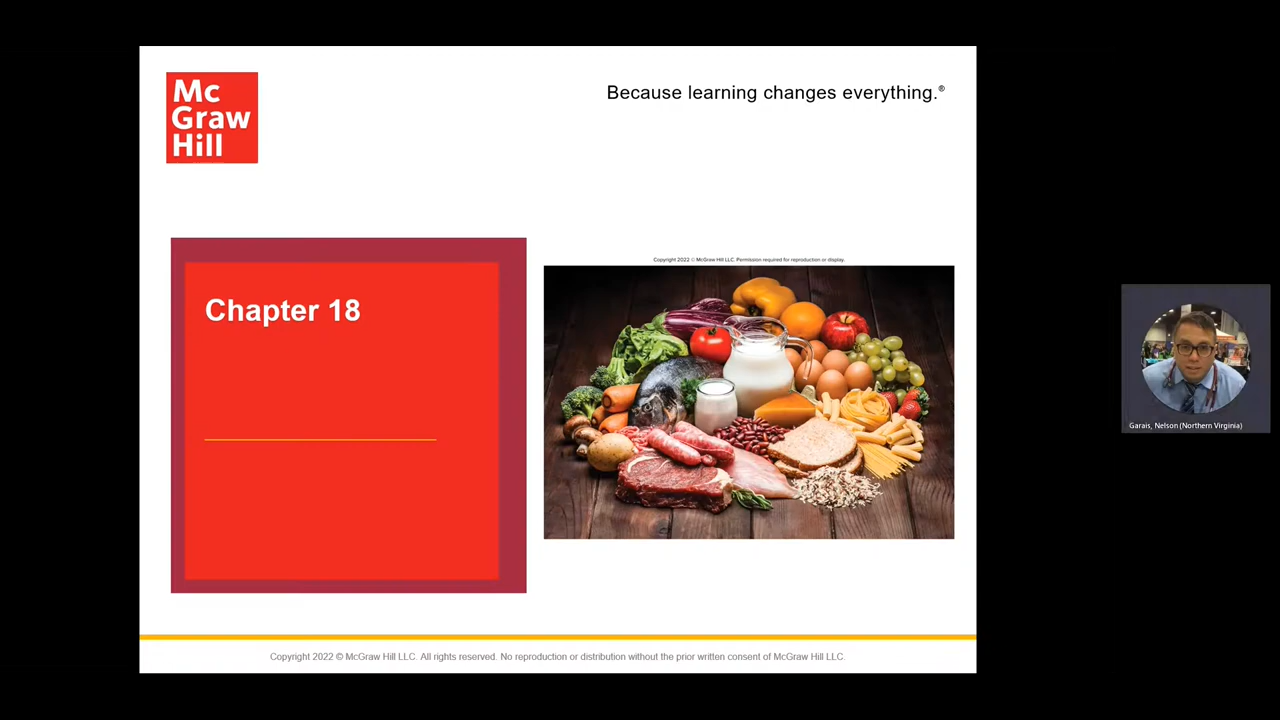 Mc
Graw
Hill
Because learning changes everything.®
Chapter 18
Copyright 2022 © McGraw Hill LLC. Permission required for reproduction or display.
Garais, Nelson (Northern Virginia)
Copyright 2022 © McGraw Hill LLC. All rights reserved. No reproduction or distribution without the prior written consent of McGraw Hill LLC.